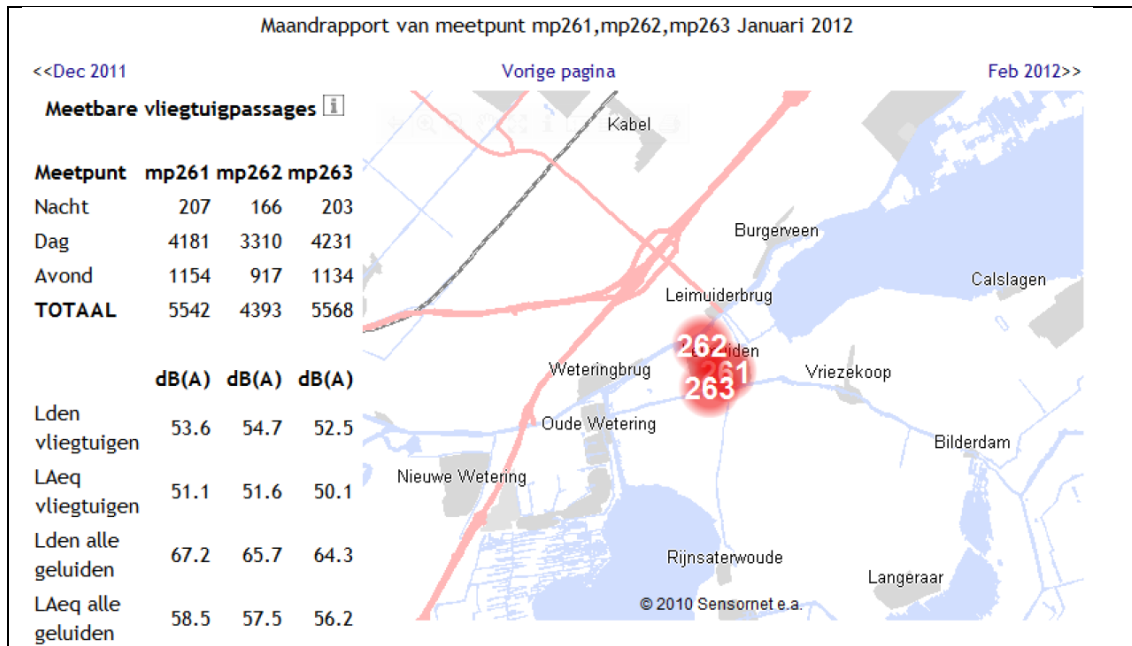 Maandrapport van meetpunt mp261,mp262,mp263 Januari 2012
<<Dec 2011 Vorige pagina Feb 2012>>
Meetbare vliegtuigpassages i
Meetpunt mp261 mp262 mp263
Nacht 207 166 203
Dag 4181 3310 4231
Avond 1154 917 1134
TOTAAL 5542 4393 5568
dB(A) dB(A) dB(A)
Lden
vliegtuigen 53.6 54.7 52.5
LAeq
vliegtuigen 51.1 51.6 50.1
Lden alle
geluiden 67.2 65.7 64.3
LAeq alle
geluiden 58.5 57.5 56.2
Kabel
Burgerveen
Calslagen
Leimuiderbrug
262
261
263
Weteringbrug
Vriezekoop
Oude Wetering
Bilderdam
Nieuwe Wetering
Rijnsaterwoude
Langeraar
© 2010 Sensornet e.a.